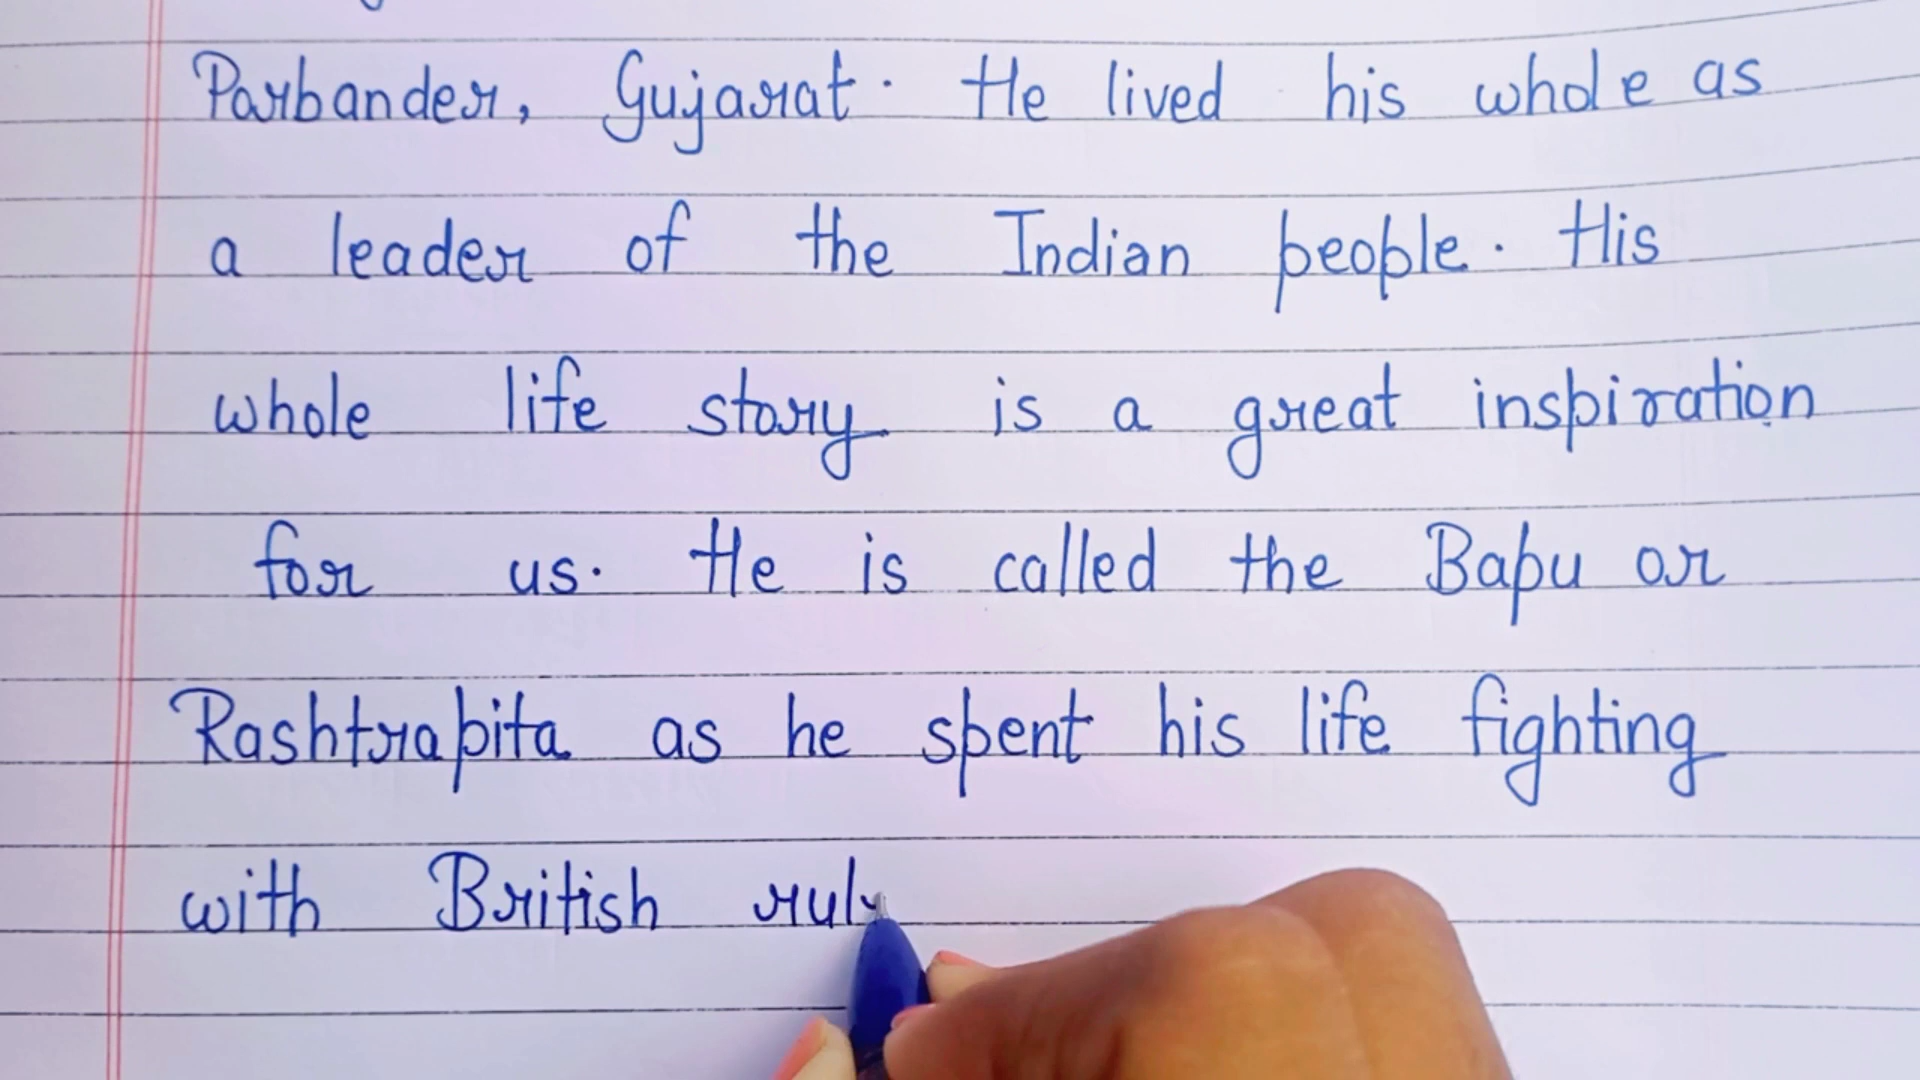 Parbander, Gujarat. He lived his whole as
a leader of the Indian people. His
whole life story is a great inspiration
for us. He is called the Bapu or
Rashtrapita as he spent his life fighting
with British